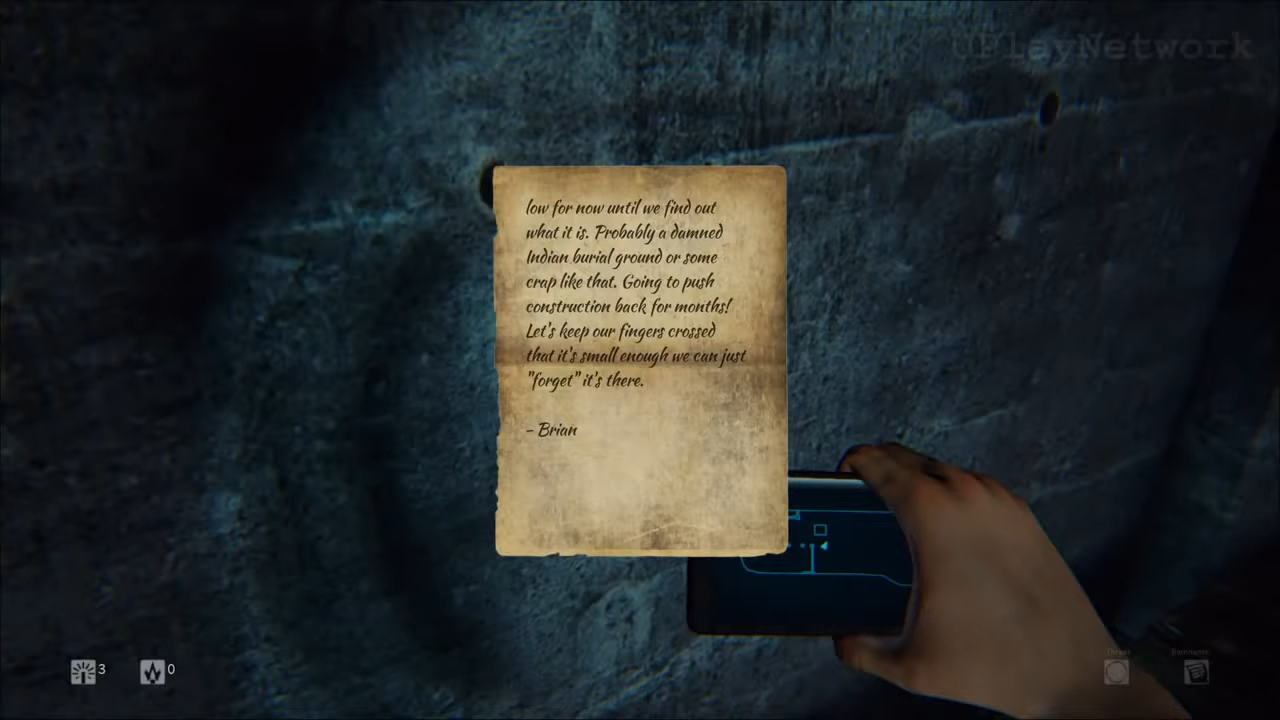 uPlayNetwork
low for now until we find out
what it is. Probably a damned
Indian burial ground or some
crap like that. Going to push
construction back for months!
Let's keep our fingers crossed
that it's small enough we can just
"forget" it's there.
- Brian
3
0
Threat
Remnants